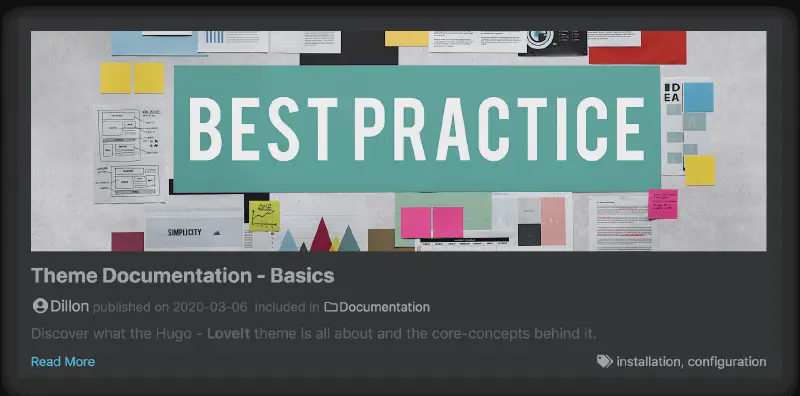 BEST PRACTICE
D
EA
SIMPLICITY
Theme Documentation - Basics
Dillon published on 2020-03-06 included in Documentation
Discover what the Hugo - LoveIt theme is all about and the core-concepts behind it.
Read More
installation, configuration